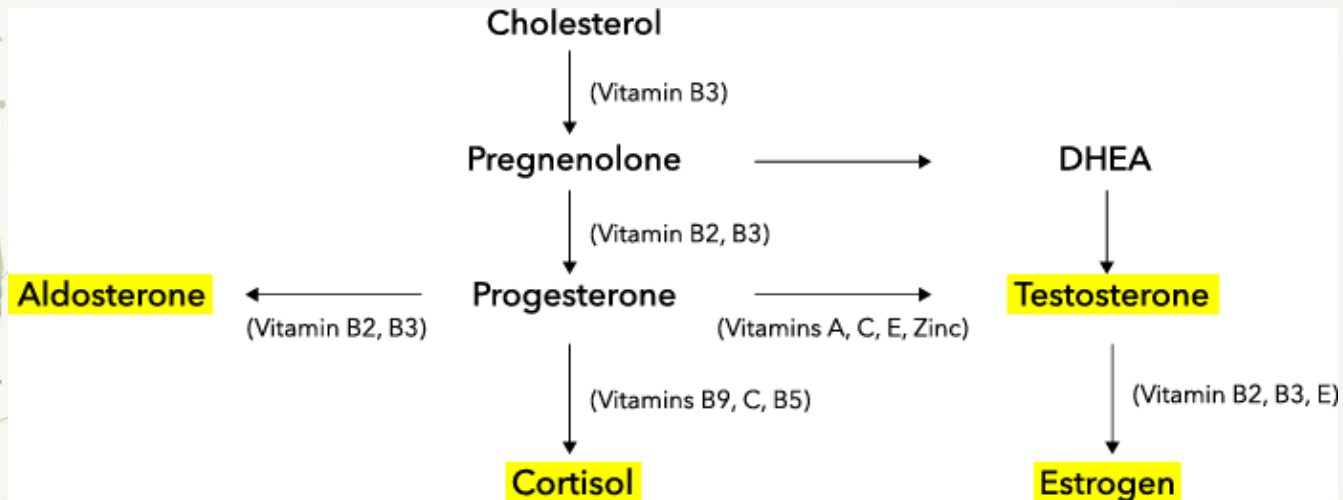 Cholesterol
(Vitamin B3)
Pregnenolone
DHEA
(Vitamin B2, B3)
Aldosterone
Progesterone
Testosterone
(Vitamin B2, B3)
(Vitamins A, C, E, Zinc)
(Vitamins B9, C, B5)
(Vitamin B2, B3, E)
Cortisol
Estrogen